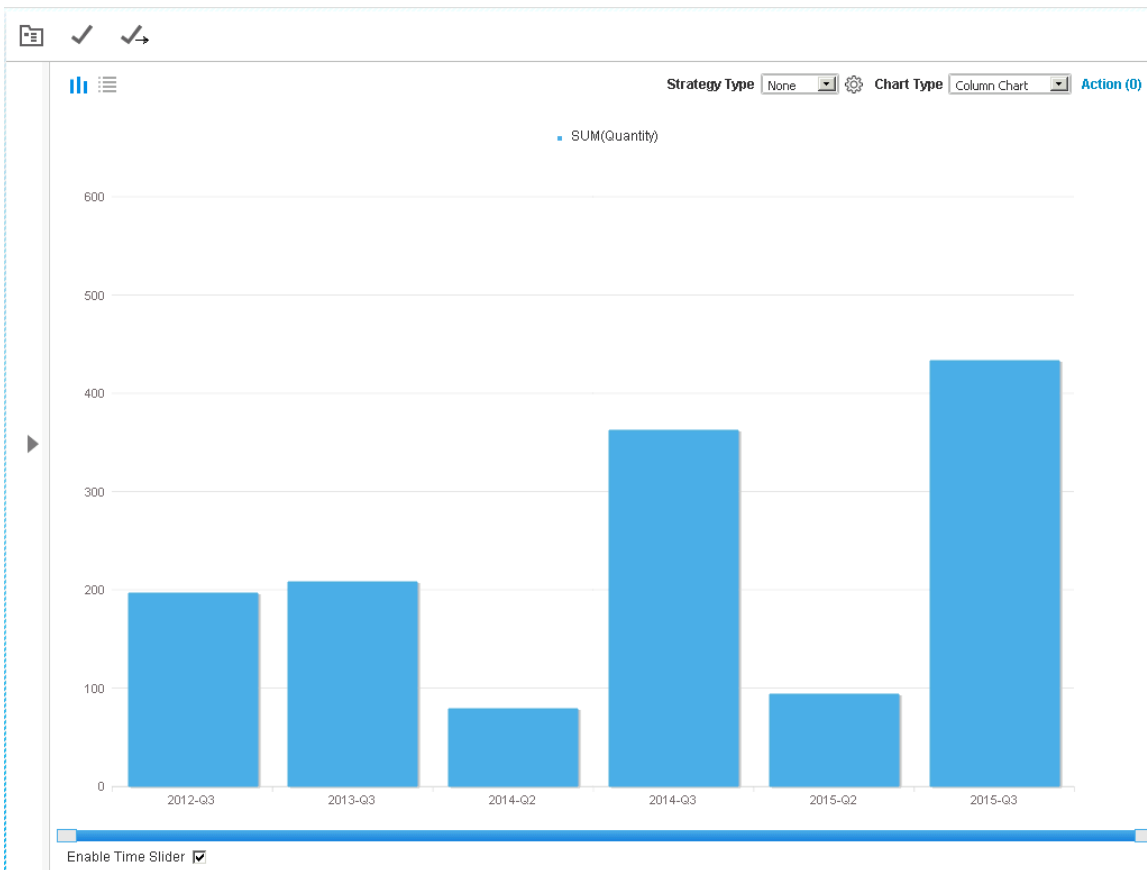 Strategy Type None Chart Type Column Chart Action (0)
SUM(Quantity)
600
500
400
300
200
100
0
2012-Q3 2013-Q3 2014-Q2 2014-Q3 2015-Q2 2015-Q3
Enable Time Slider